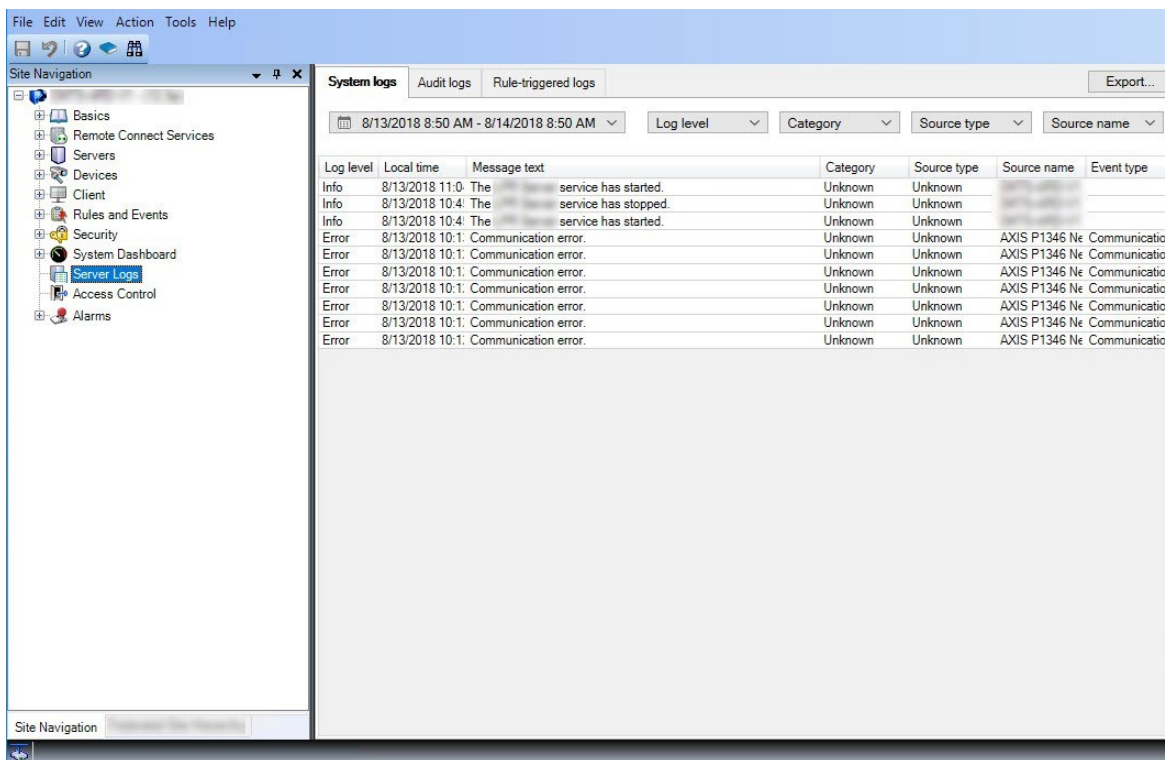 File Edit View Action Tools Help
Site Navigation
Basics
Remote Connect Services
Servers
Devices
Client
Rules and Events
Security
System Dashboard
Server Logs
Access Control
Alarms
Site Navigation
System logs Audit logs Rule-triggered logs Export...
8/13/2018 8:50 AM - 8/14/2018 8:50 AM Log level Category Source type Source name
Log level Local time Message text Category Source type Source name Event type
Info 8/13/2018 11:0 The service has started. Unknown Unknown
Info 8/13/2018 10:4 The service has stopped. Unknown Unknown
Info 8/13/2018 10:4 The service has started. Unknown Unknown
Error 8/13/2018 10:1 Communication error. Unknown Unknown AXIS P1346 Ne Communicatio
Error 8/13/2018 10:1 Communication error. Unknown Unknown AXIS P1346 Ne Communicatio
Error 8/13/2018 10:1 Communication error. Unknown Unknown AXIS P1346 Ne Communicatio
Error 8/13/2018 10:1 Communication error. Unknown Unknown AXIS P1346 Ne Communicatio
Error 8/13/2018 10:1 Communication error. Unknown Unknown AXIS P1346 Ne Communicatio
Error 8/13/2018 10:1 Communication error. Unknown Unknown AXIS P1346 Ne Communicatio
Error 8/13/2018 10:1 Communication error. Unknown Unknown AXIS P1346 Ne Communicatio